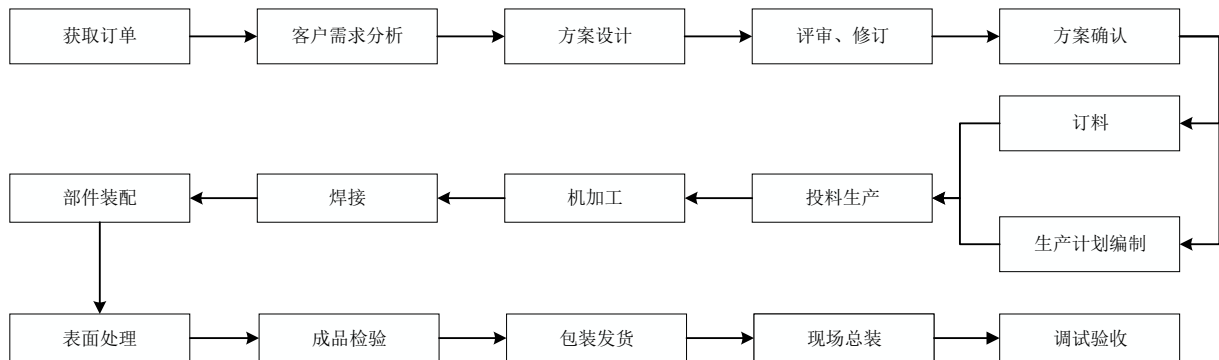 获取订单
客户需求分析
方案设计
评审、修订
方案确认
订料
生产计划编制
投料生产
机加工
焊接
部件装配
表面处理
成品检验
包装发货
现场总装
调试验收